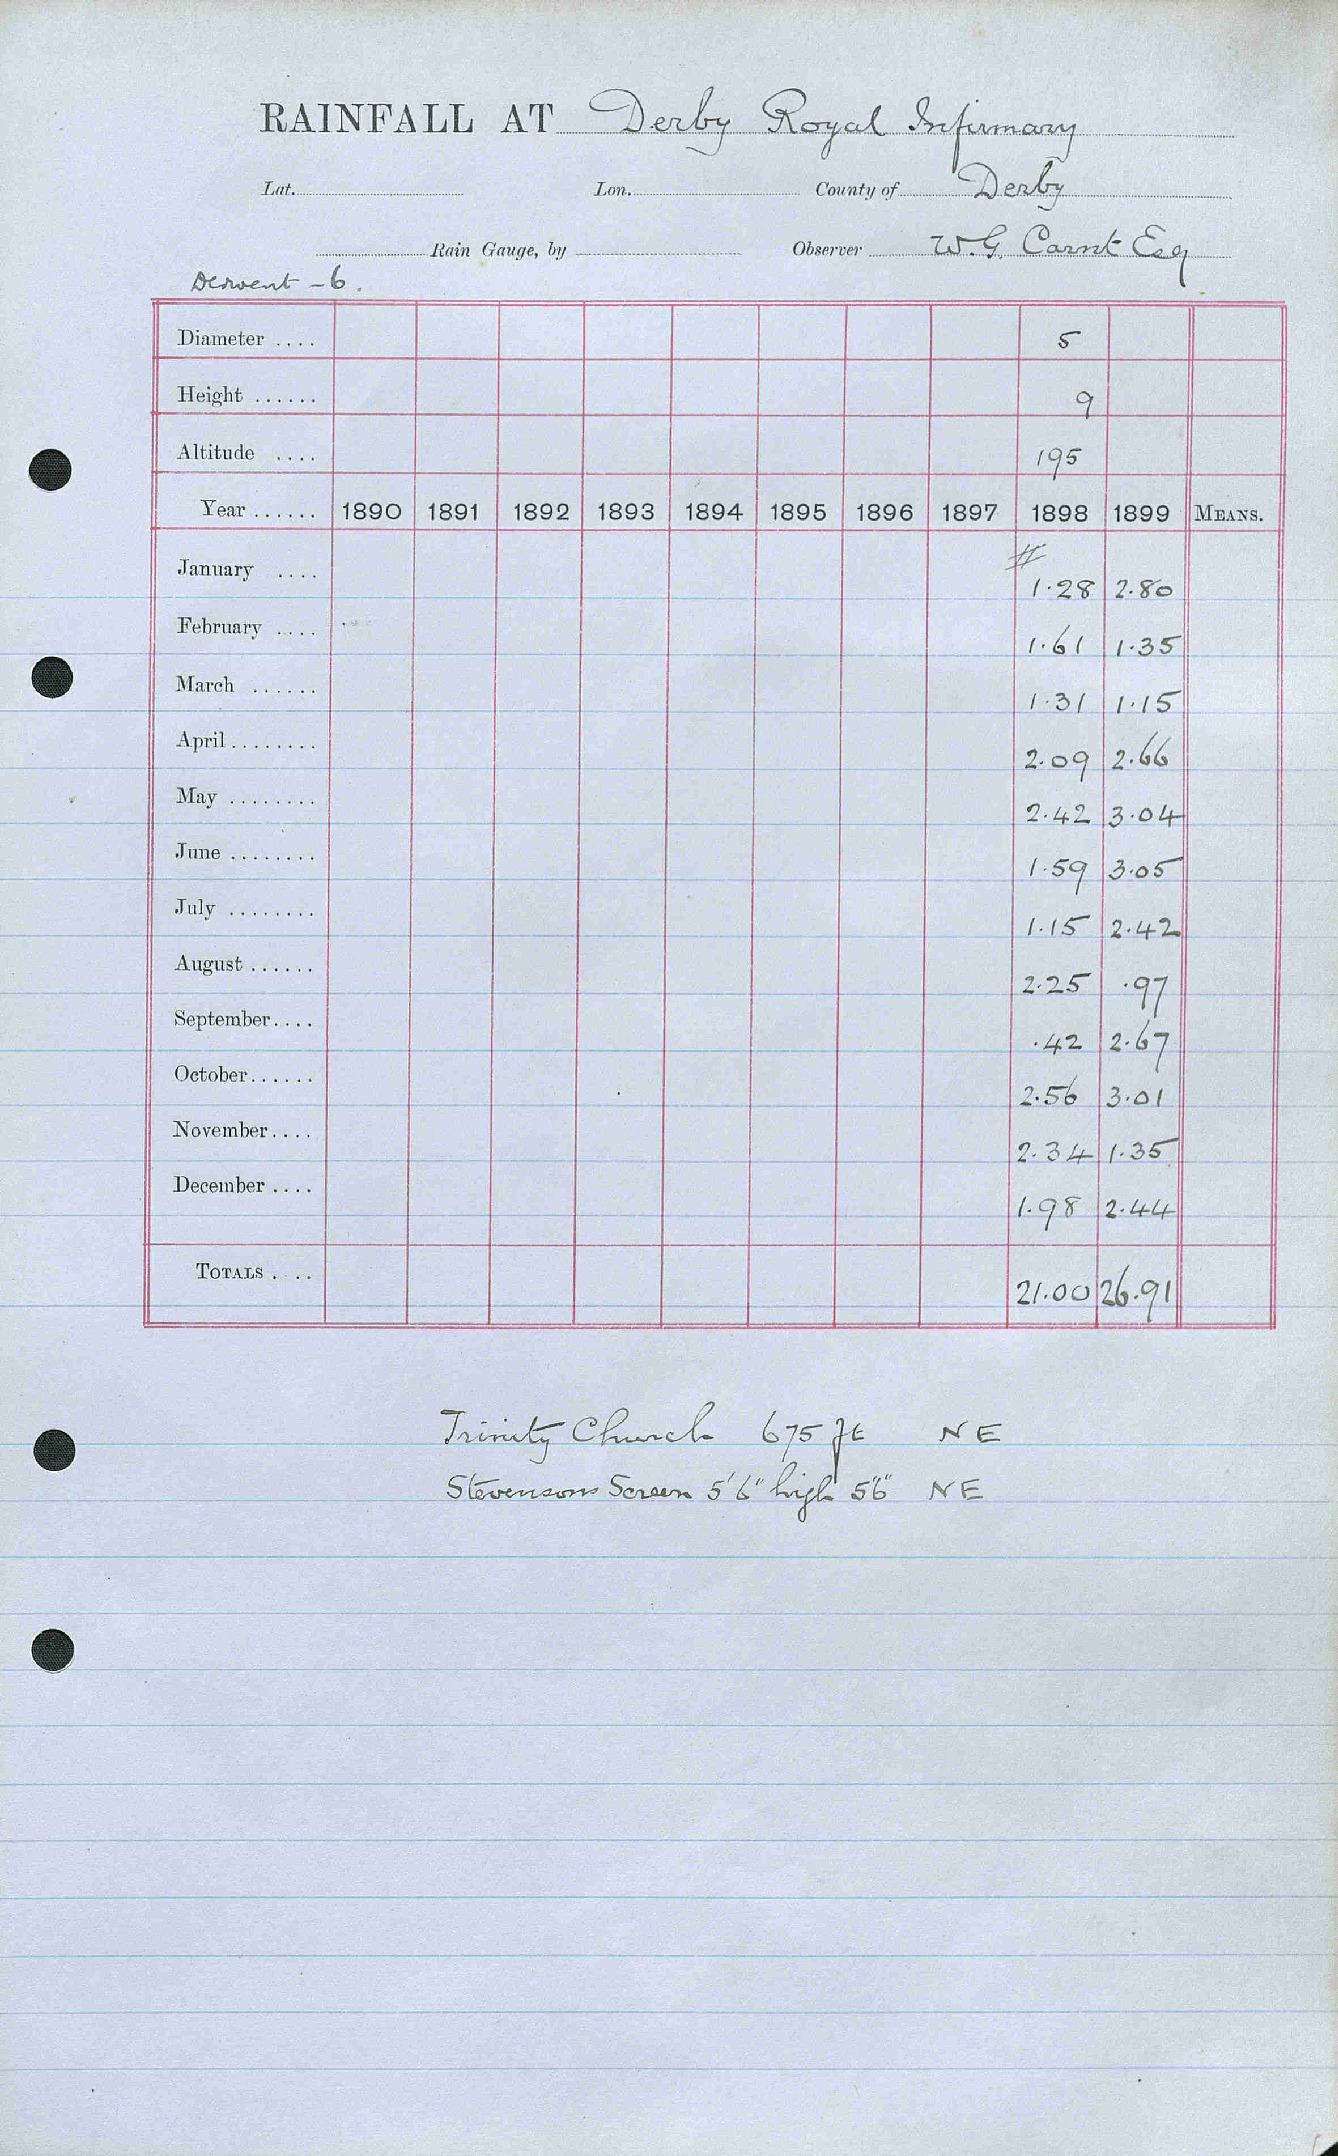 RAINFALL AT Derby Royal Infirmary
Lat. Lon. County of Derby
Rain Gauge, by Observer W. G. Carnt Esq
Derwent - 6.
Diameter .... 5
Height ...... 9
Altitude .... 195
Year ...... 1890 1891 1892 1893 1894 1895 1896 1897 1898 1899 MEANS.
January .... # 1.28 2.80
February .... 1.61 1.35
March ...... 1.31 1.15
April ........ 2.09 2.66
May ........ 2.42 3.04
June ........ 1.59 3.05
July ........ 1.15 2.42
August ...... 2.25 .97
September.... .42 2.67
October...... 2.56 3.01
November.... 2.34 1.35
December .... 1.98 2.44
TOTALS .... 21.00 26.91
Trinity Church 675 ft NE
Stevensons Screen 5'6" high 5'6" NE